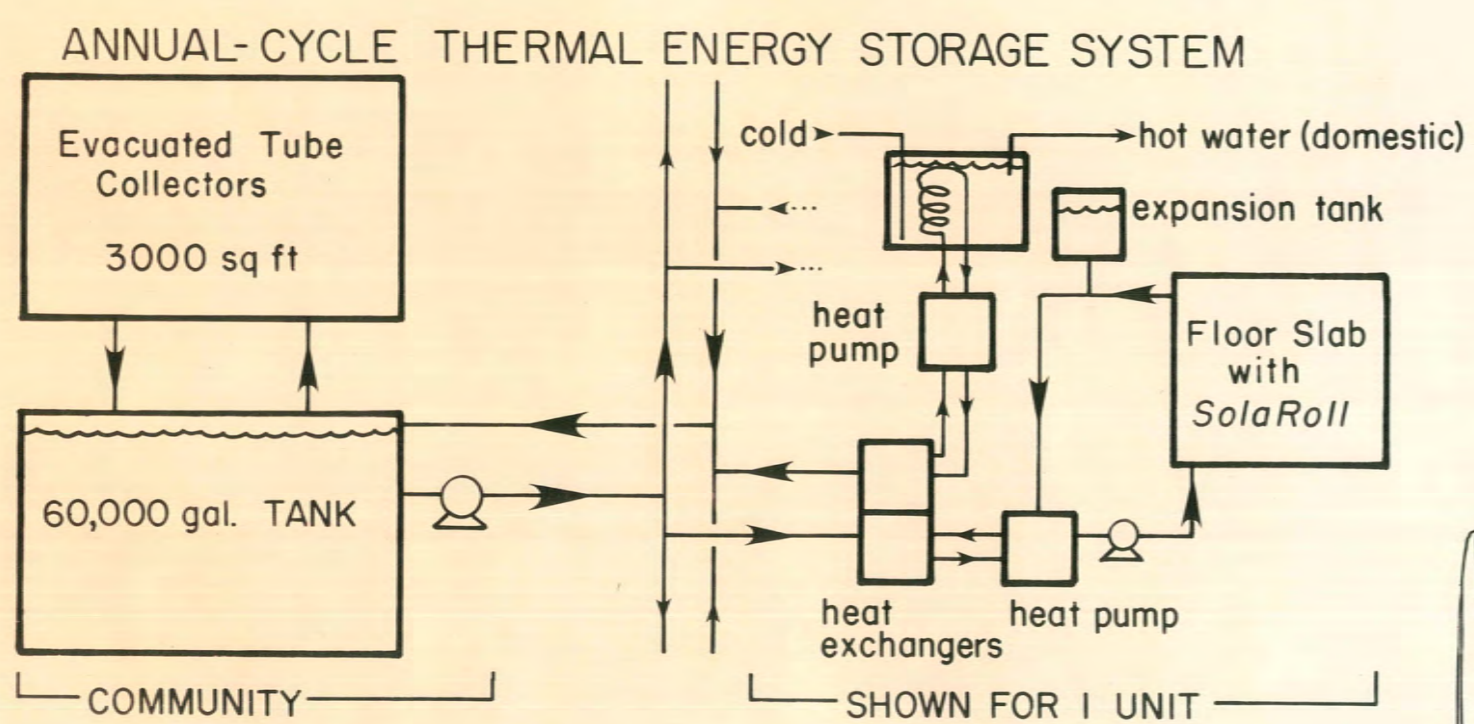 ANNUAL-CYCLE THERMAL ENERGY STORAGE SYSTEM
Evacuated Tube
Collectors
3000 sq ft
60,000 gal. TANK
COMMUNITY
cold
hot water (domestic)
expansion tank
heat
pump
Floor Slab
with
SolaRoll
heat
exchangers
heat pump
SHOWN FOR 1 UNIT